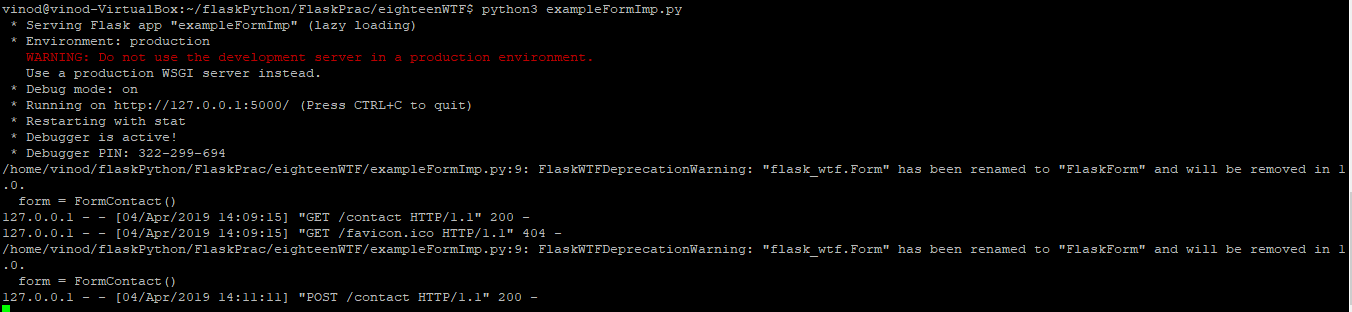 vinod@vinod-VirtualBox:~/flaskPython/FlaskPrac/eighteenWTF$ python3 exampleFormImp.py
 * Serving Flask app "exampleFormImp" (lazy loading)
 * Environment: production
   WARNING: Do not use the development server in a production environment.
   Use a production WSGI server instead.
 * Debug mode: on
 * Running on http://127.0.0.1:5000/ (Press CTRL+C to quit)
 * Restarting with stat
 * Debugger is active!
 * Debugger PIN: 322-299-694
/home/vinod/flaskPython/FlaskPrac/eighteenWTF/exampleFormImp.py:9: FlaskWTFDeprecationWarning: "flask_wtf.Form" has been renamed to "FlaskForm" and will be removed in 1
.0.
  form = FormContact()
127.0.0.1 - - [04/Apr/2019 14:09:15] "GET /contact HTTP/1.1" 200 -
127.0.0.1 - - [04/Apr/2019 14:09:15] "GET /favicon.ico HTTP/1.1" 404 -
/home/vinod/flaskPython/FlaskPrac/eighteenWTF/exampleFormImp.py:9: FlaskWTFDeprecationWarning: "flask_wtf.Form" has been renamed to "FlaskForm" and will be removed in 1
.0.
  form = FormContact()
127.0.0.1 - - [04/Apr/2019 14:11:11] "POST /contact HTTP/1.1" 200 -